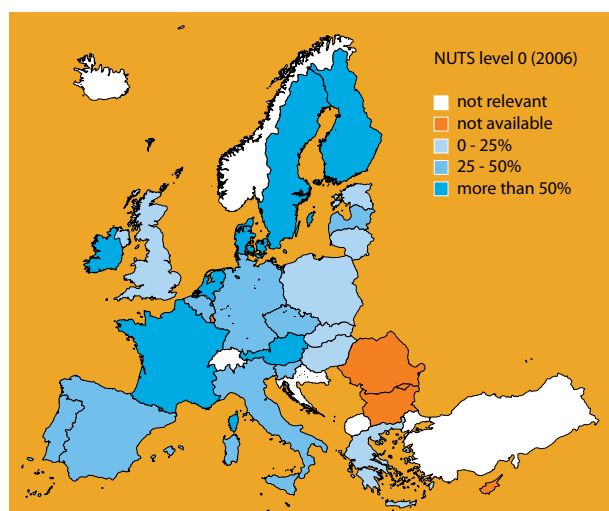 NUTS level 0 (2006)
not relevant
not available
0 - 25%
25 - 50%
more than 50%